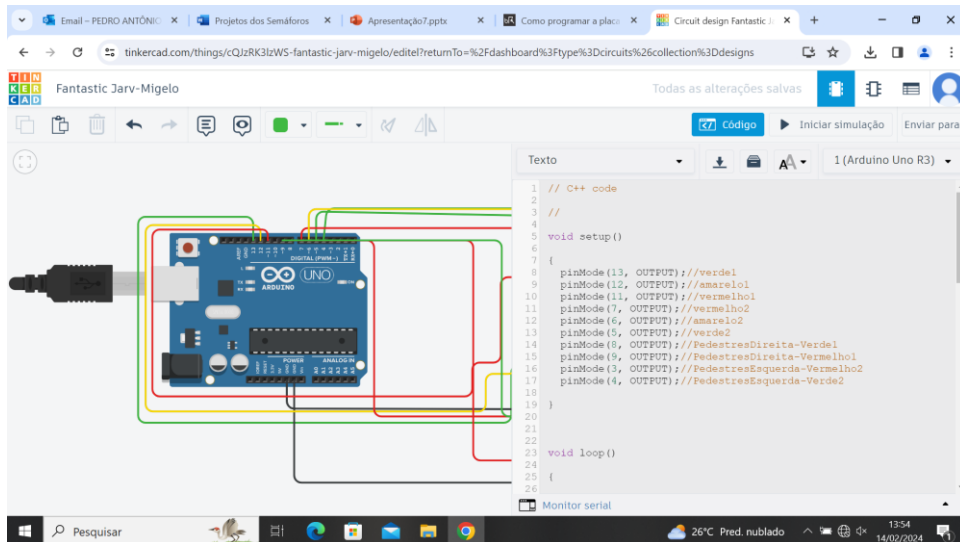 Email – PEDRO ANTÔNIO
Projetos dos Semáforos
Apresentação7.pptx
Como programar a placa
Circuit design Fantastic J
tinkercad.com/things/cQJzRK3lzWS-fantastic-jarv-migelo/editel?returnTo=%2Fdashboard%3Ftype%3Dcircuits%26collection%3Ddesigns
TIN
KER
CAD
Fantastic Jarv-Migelo
Todas as alterações salvas
Código
Iniciar simulação
Enviar para
Texto
AA
1 (Arduino Uno R3)
1 // C++ code
2
3 //
4
5 void setup()
6
7 {
8 pinMode(13, OUTPUT);//verde1
9 pinMode(12, OUTPUT);//amarelo1
10 pinMode(11, OUTPUT);//vermelho1
11 pinMode(7, OUTPUT);//vermelho2
12 pinMode(6, OUTPUT);//amarelo2
13 pinMode(5, OUTPUT);//verde2
14 pinMode(8, OUTPUT);//PedestresDireita-Verde1
15 pinMode(9, OUTPUT);//PedestresDireita-Vermelho1
16 pinMode(3, OUTPUT);//PedestresEsquerda-Vermelho2
17 pinMode(4, OUTPUT);//PedestresEsquerda-Verde2
18
19 }
20
21
22
23 void loop()
24
25 {
26
DIGITAL (PWM~)
UNO
ARDUINO
POWER
ANALOG IN
Monitor serial
Pesquisar
26°C Pred. nublado
13:54
14/02/2024